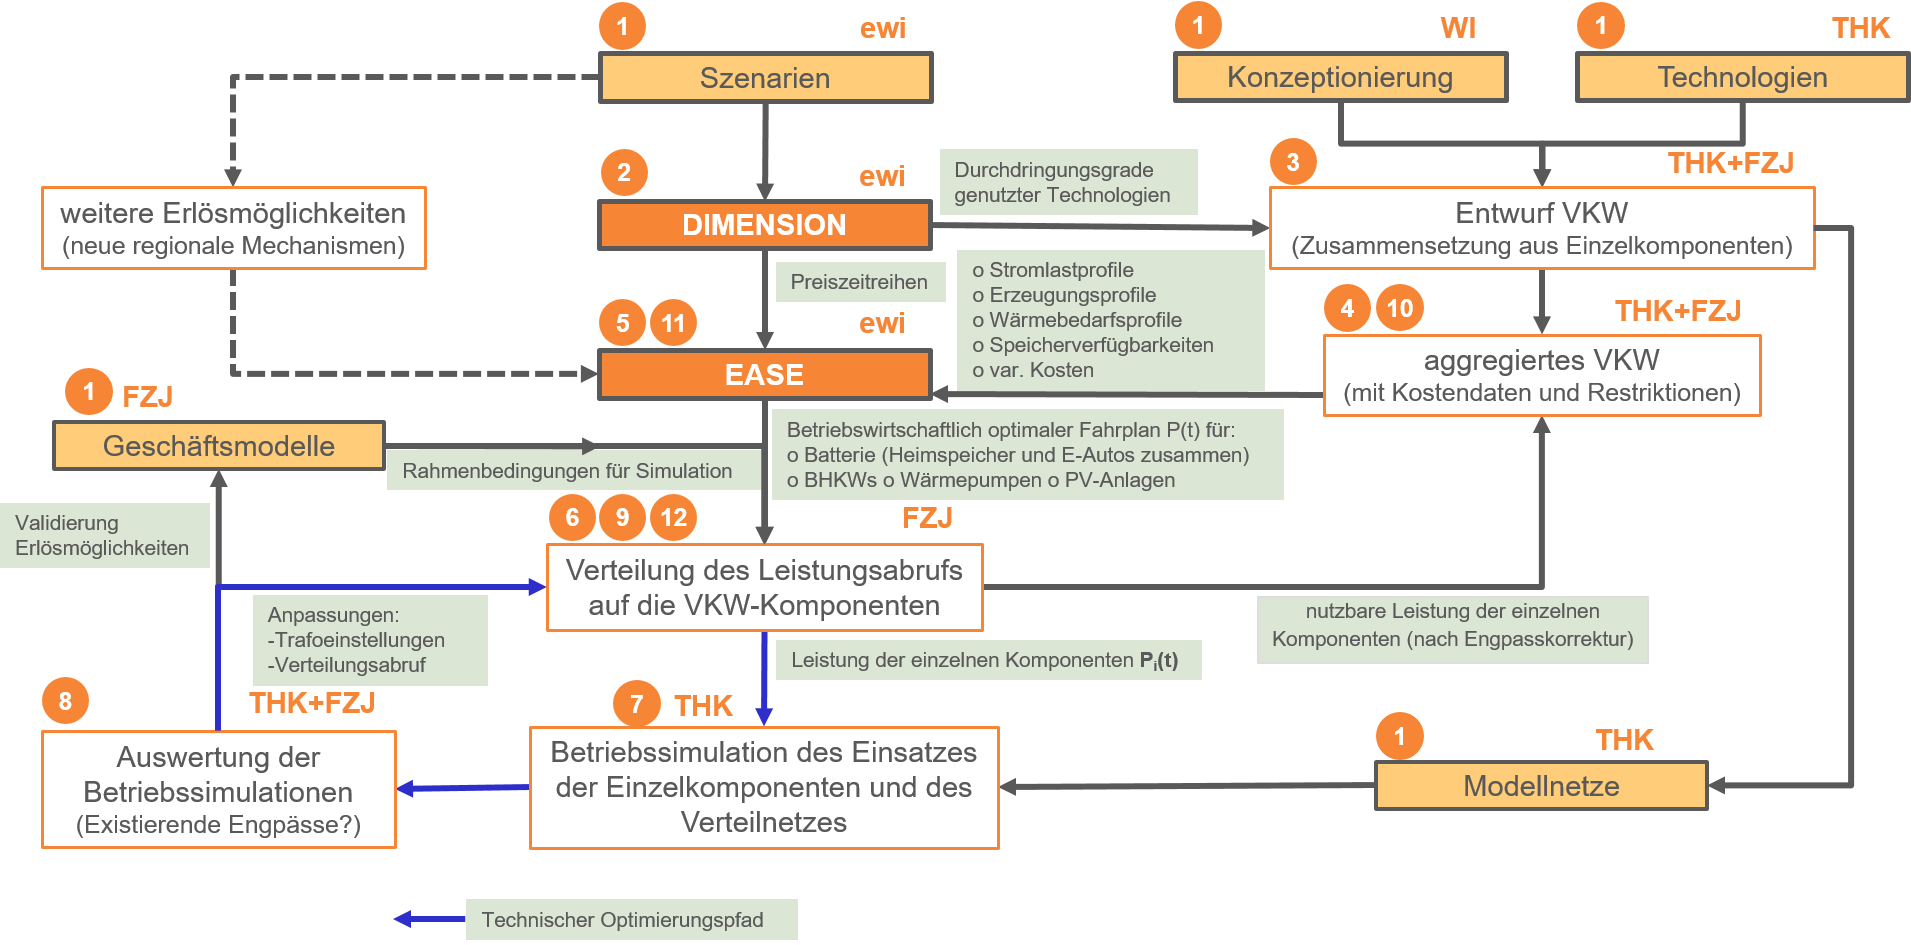 1
ewi
Szenarien
1
WI
Konzeptionierung
1
THK
Technologien
2
ewi
DIMENSION
Durchdringungsgrade
genutzter Technologien
3
THK+FZJ
Entwurf VKW
(Zusammensetzung aus Einzelkomponenten)
weitere Erlösmöglichkeiten
(neue regionale Mechanismen)
Preiszeitreihen
o Stromlastprofile
o Erzeugungsprofile
o Wärmebedarfsprofile
o Speicherverfügbarkeiten
o var. Kosten
5
11
ewi
EASE
4
10
THK+FZJ
aggregiertes VKW
(mit Kostendaten und Restriktionen)
1
FZJ
Geschäftsmodelle
Rahmenbedingungen für Simulation
Betriebswirtschaftlich optimaler Fahrplan P(t) für:
o Batterie (Heimspeicher und E-Autos zusammen)
o BHKWs o Wärmepumpen o PV-Anlagen
Validierung
Erlösmöglichkeiten
6
9
12
FZJ
Verteilung des Leistungsabrufs
auf die VKW-Komponenten
Anpassungen:
-Trafoeinstellungen
-Verteilungsabruf
nutzbare Leistung der einzelnen
Komponenten (nach Engpasskorrektur)
Leistung der einzelnen Komponenten Pi(t)
8
THK+FZJ
Auswertung der
Betriebssimulationen
(Existierende Engpässe?)
7
THK
Betriebssimulation des Einsatzes
der Einzelkomponenten und des
Verteilnetzes
1
THK
Modellnetze
Technischer Optimierungspfad